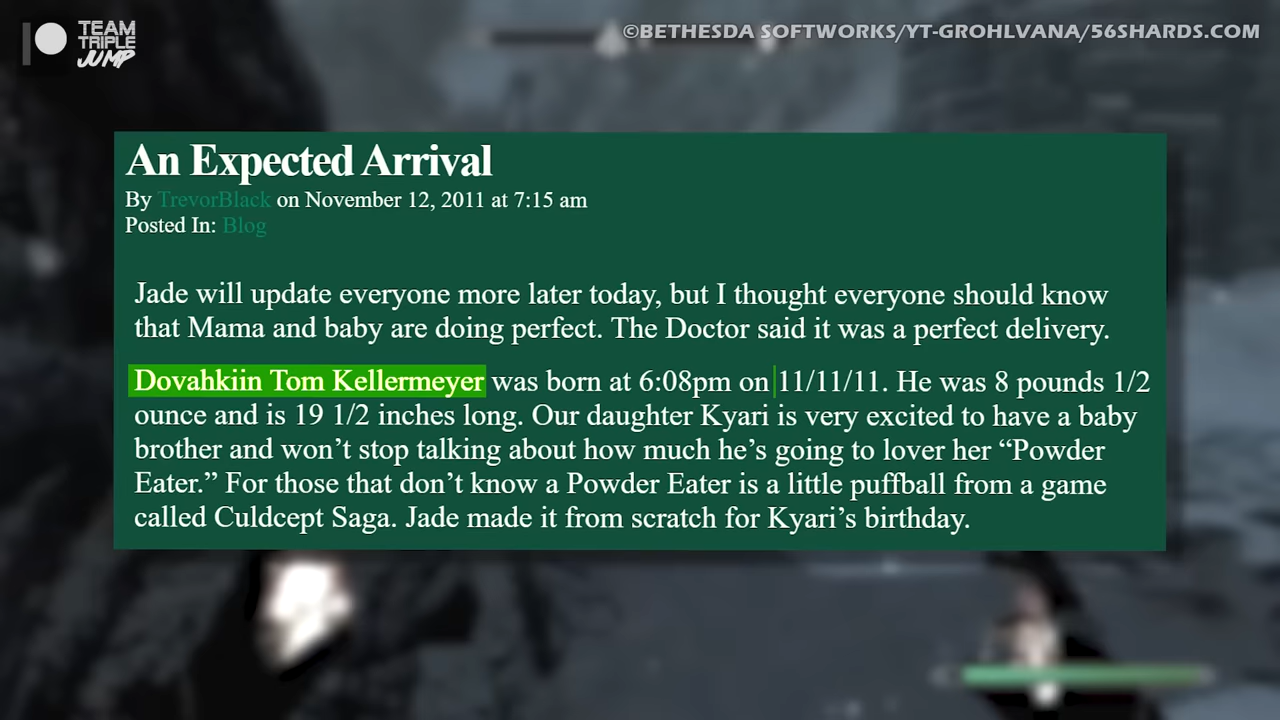 TEAM
TRIPLE
JUMP
©BETHESDA SOFTWORKS/YT-GROHLVANA/56SHARDS.COM
An Expected Arrival
By TrevorBlack on November 12, 2011 at 7:15 am
Posted In: Blog
Jade will update everyone more later today, but I thought everyone should know
that Mama and baby are doing perfect. The Doctor said it was a perfect delivery.
Dovahkiin Tom Kellermeyer was born at 6:08pm on 11/11/11. He was 8 pounds 1/2
ounce and is 19 1/2 inches long. Our daughter Kyari is very excited to have a baby
brother and won’t stop talking about how much he’s going to lover her “Powder
Eater.” For those that don’t know a Powder Eater is a little puffball from a game
called Culdcept Saga. Jade made it from scratch for Kyari’s birthday.